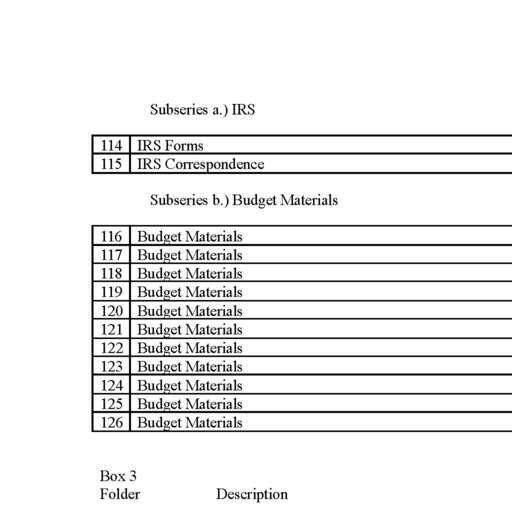 Subseries a.) IRS
114 IRS Forms
115 IRS Correspondence
Subseries b.) Budget Materials
116 Budget Materials
117 Budget Materials
118 Budget Materials
119 Budget Materials
120 Budget Materials
121 Budget Materials
122 Budget Materials
123 Budget Materials
124 Budget Materials
125 Budget Materials
126 Budget Materials
Box 3
Folder Description